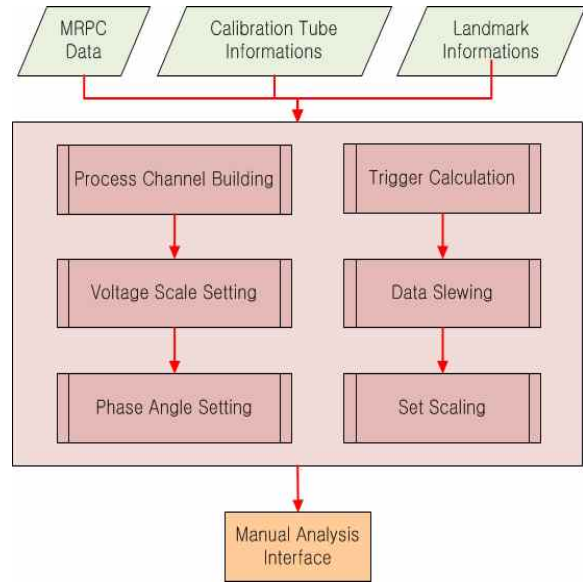 MRPC
Data
Calibration Tube
Informations
Landmark
Informations
Process Channel Building
Trigger Calculation
Voltage Scale Setting
Data Slewing
Phase Angle Setting
Set Scaling
Manual Analysis
Interface